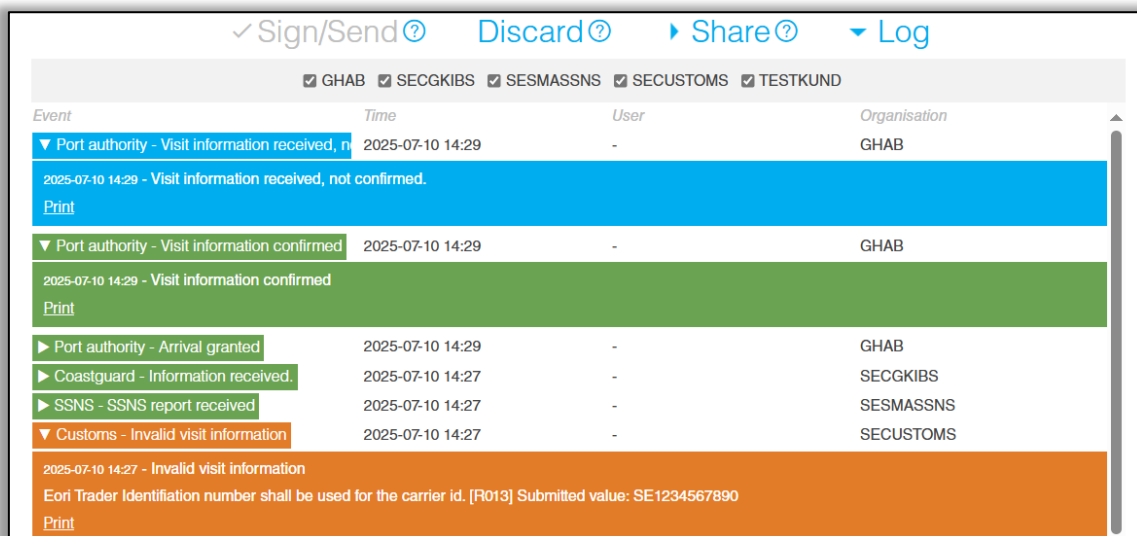 Sign/Send ? Discard ? Share ? Log
GHAB SECGKIBS SESMASSNS SECUSTOMS TESTKUND
Event Time User Organisation
Port authority - Visit information received, 2025-07-10 14:29 - GHAB
2025-07-10 14:29 - Visit information received, not confirmed.
Print
Port authority - Visit information confirmed 2025-07-10 14:29 - GHAB
2025-07-10 14:29 - Visit information confirmed
Print
Port authority - Arrival granted 2025-07-10 14:29 - GHAB
Coastguard - Information received. 2025-07-10 14:27 - SECGKIBS
SSNS - SSNS report received 2025-07-10 14:27 - SESMASSNS
Customs - Invalid visit information 2025-07-10 14:27 - SECUSTOMS
2025-07-10 14:27 - Invalid visit information
Eori Trader Identifiation number shall be used for the carrier id. [R013] Submitted value: SE1234567890
Print